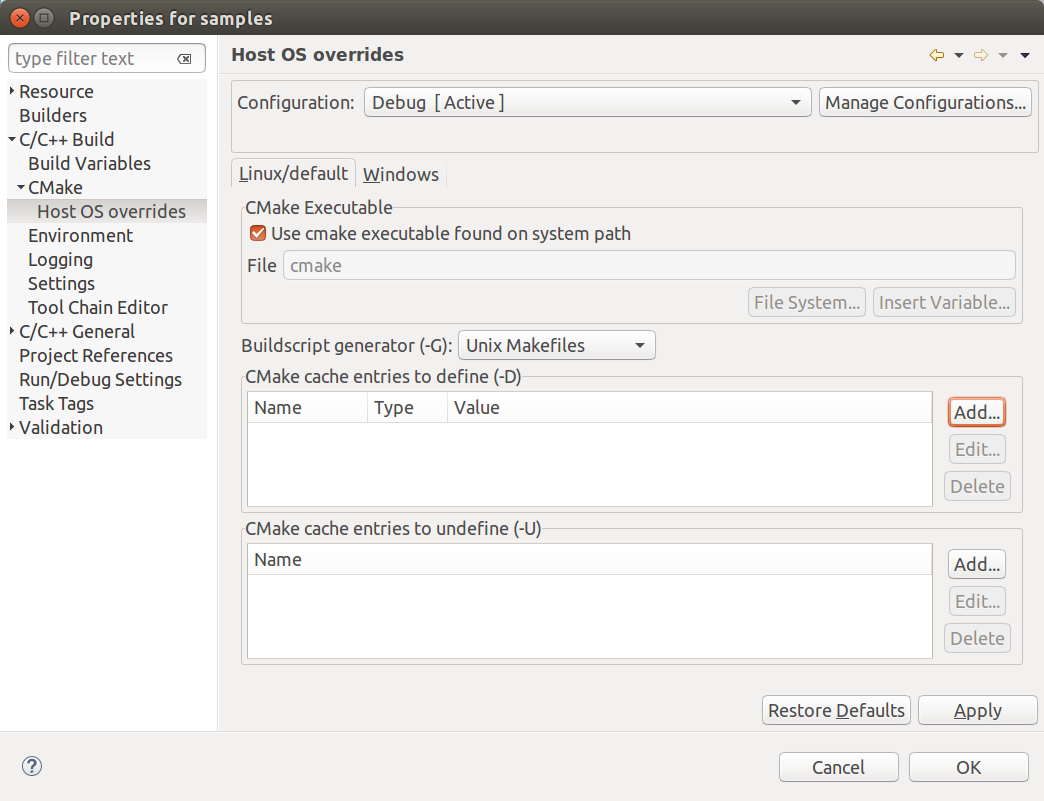 Properties for samples
type filter text
Host OS overrides
Resource
Builders
C/C++ Build
Build Variables
CMake
Host OS overrides
Environment
Logging
Settings
Tool Chain Editor
C/C++ General
Project References
Run/Debug Settings
Task Tags
Validation
Configuration: Debug [ Active ] Manage Configurations...
Linux/default Windows
CMake Executable
Use cmake executable found on system path
File cmake
File System... Insert Variable...
Buildscript generator (-G): Unix Makefiles
CMake cache entries to define (-D)
Name Type Value
Add...
Edit...
Delete
CMake cache entries to undefine (-U)
Name
Add...
Edit...
Delete
Restore Defaults Apply
? Cancel OK